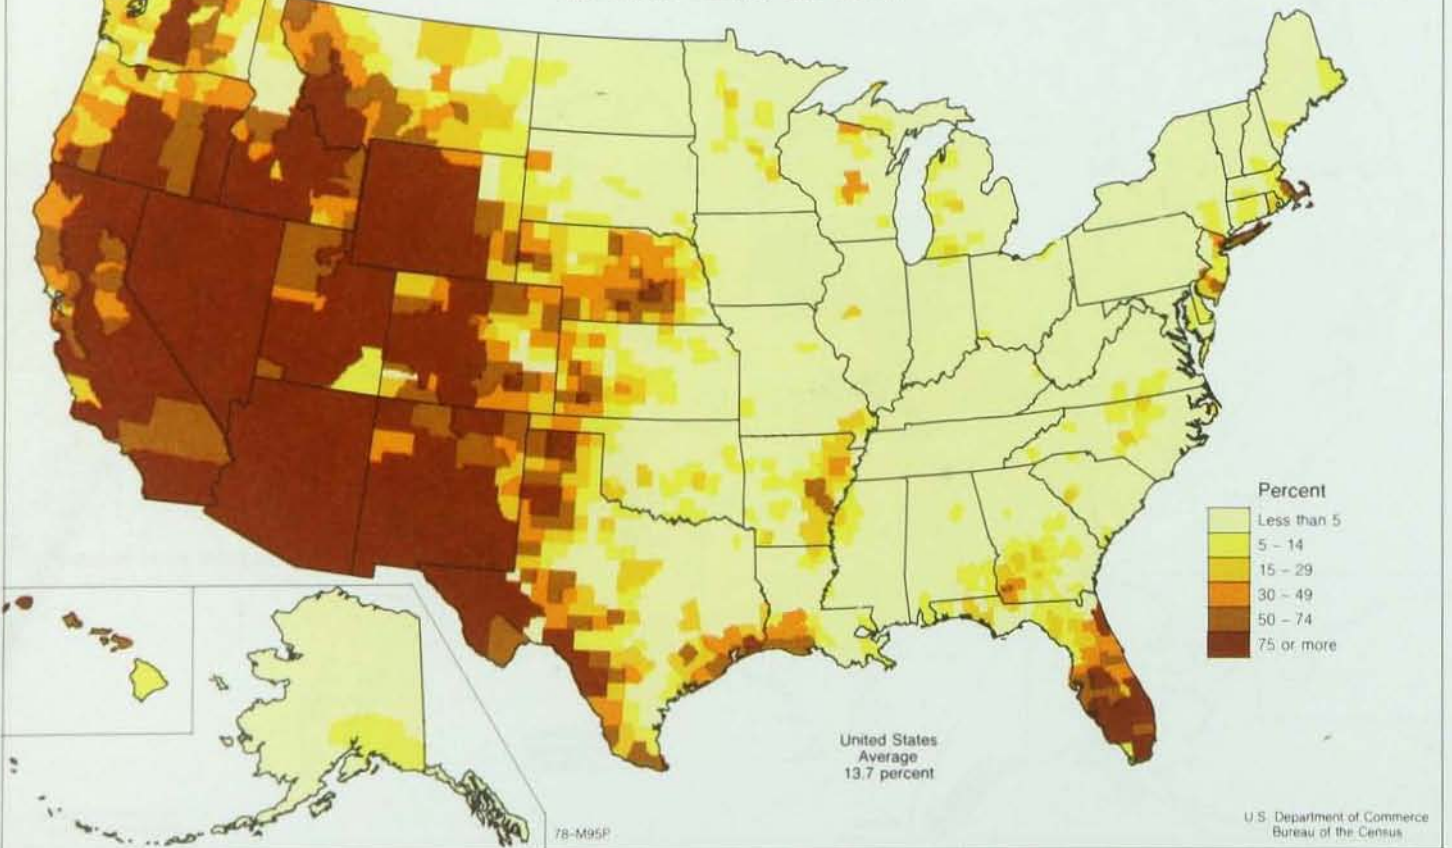 Percent
Less than 5
5 - 14
15 - 29
30 - 49
50 - 74
75 or more
United States
Average
13.7 percent
78-M95P
U.S. Department of Commerce
Bureau of the Census